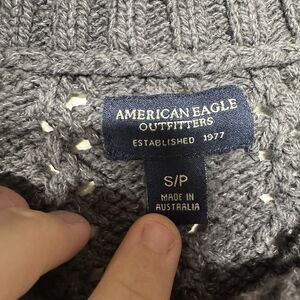 AMERICAN EAGLE
OUTFITTERS
ESTABLISHED 1977
S/P
MADE IN
AUSTRALIA